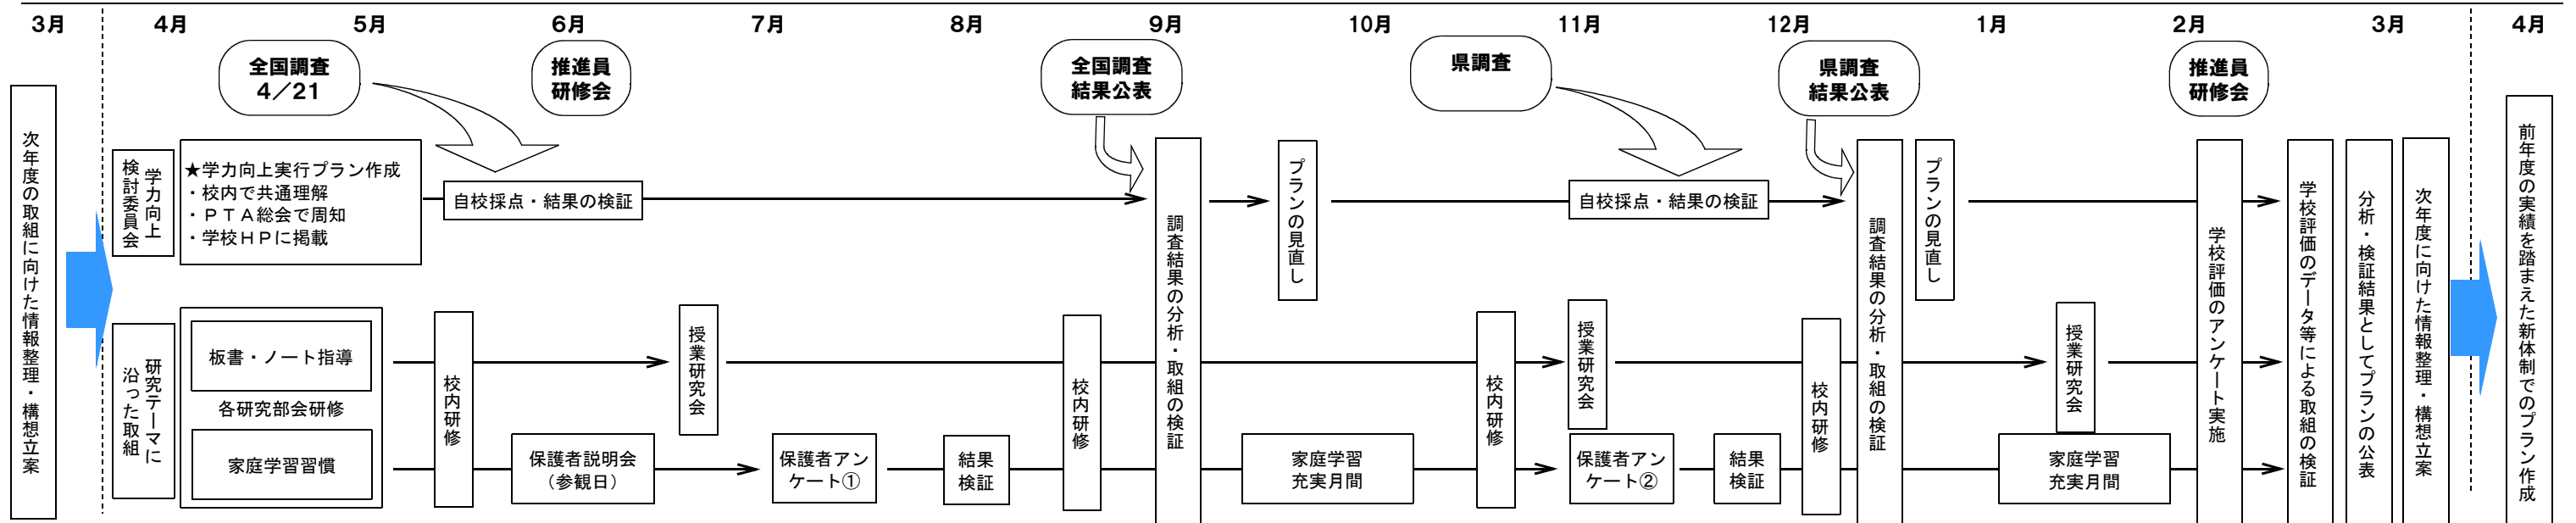 3月 4月 5月 6月 7月 8月 9月 10月 11月 12月 1月 2月 3月 4月
全国調査
4／21
推進員
研修会
全国調査
結果公表
県調査
県調査
結果公表
推進員
研修会
次年度の取組に向けた情報整理・構想立案
学力向上
検討委員会
★学力向上実行プラン作成
・校内で共通理解
・ＰＴＡ総会で周知
・学校ＨＰに掲載
自校採点・結果の検証
調査結果の分析・取組の検証
プランの見直し
自校採点・結果の検証
調査結果の分析・取組の検証
プランの見直し
学校評価のアンケート実施
学校評価のデータ等による取組の検証
分析・検証結果としてプランの公表
次年度に向けた情報整理・構想立案
前年度の実績を踏まえた新体制でのプラン作成
研究テーマに
沿った取組
板書・ノート指導
各研究部会研修
家庭学習習慣
校内研修
授業研究会
保護者説明会
（参観日）
保護者アン
ケート①
結果
検証
校内研修
家庭学習
充実月間
校内研修
授業研究会
保護者アン
ケート②
結果
検証
校内研修
授業研究会
家庭学習
充実月間